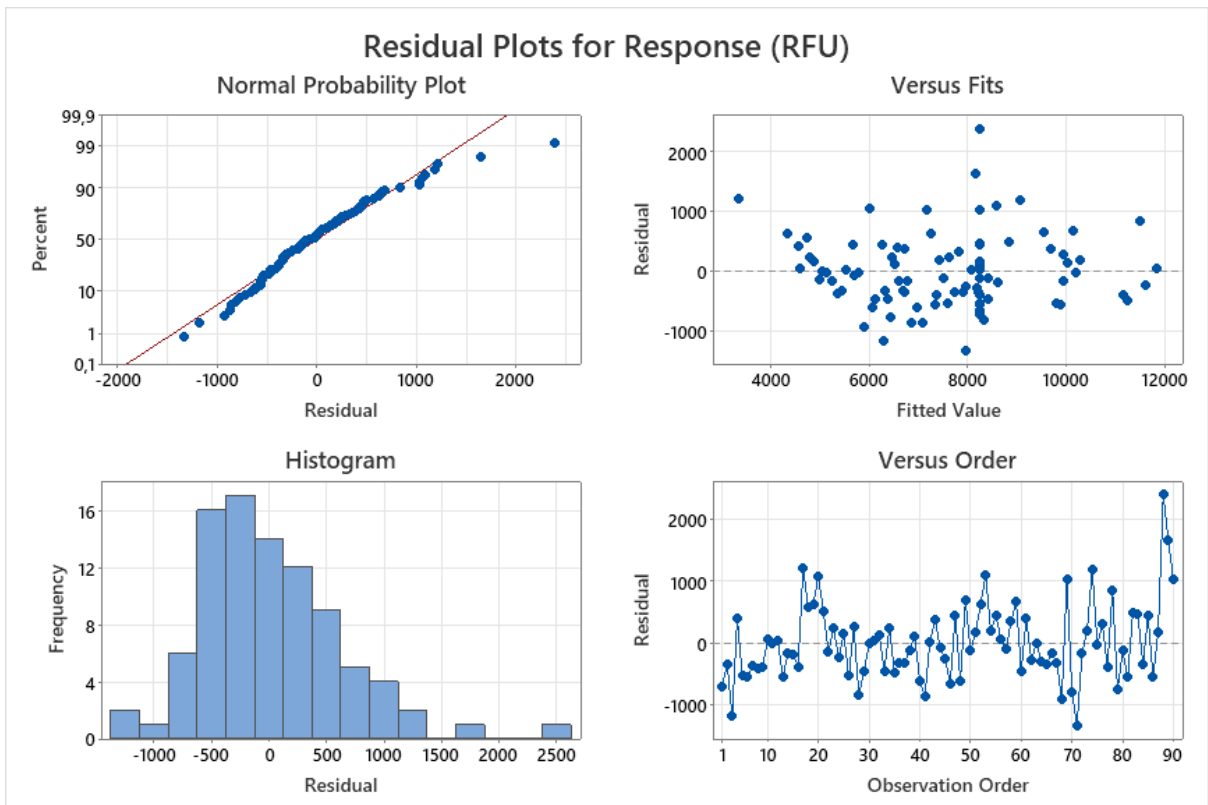 Residual Plots for Response (RFU)
Normal Probability Plot
99,9
99
90
50
10
1
0,1
Percent
-2000 -1000 0 1000 2000
Residual
Versus Fits
2000
1000
0
-1000
Residual
4000 6000 8000 10000 12000
Fitted Value
Histogram
16
12
8
4
0
Frequency
-1000 -500 0 500 1000 1500 2000 2500
Residual
Versus Order
2000
1000
0
-1000
Residual
1 10 20 30 40 50 60 70 80 90
Observation Order